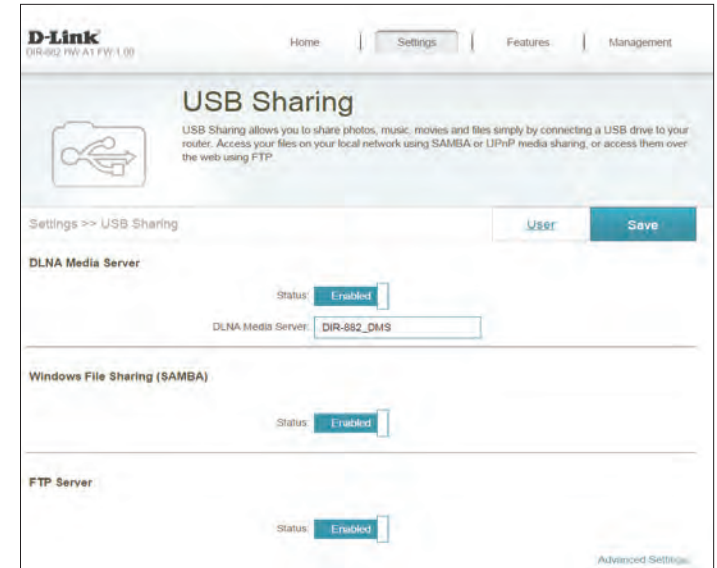 D-Link
DIR-882 HW:A1 FW:1.00
Home | Settings | Features | Management
USB Sharing
USB Sharing allows you to share photos, music, movies and files simply by connecting a USB drive to your
router. Access your files on your local network using SAMBA or UPnP media sharing, or access them over
the web using FTP.
Settings >> USB Sharing
User
Save
DLNA Media Server
Status: Enabled
DLNA Media Server: DIR-882_DMS
Windows File Sharing (SAMBA)
Status: Enabled
FTP Server
Status: Enabled
Advanced Settings